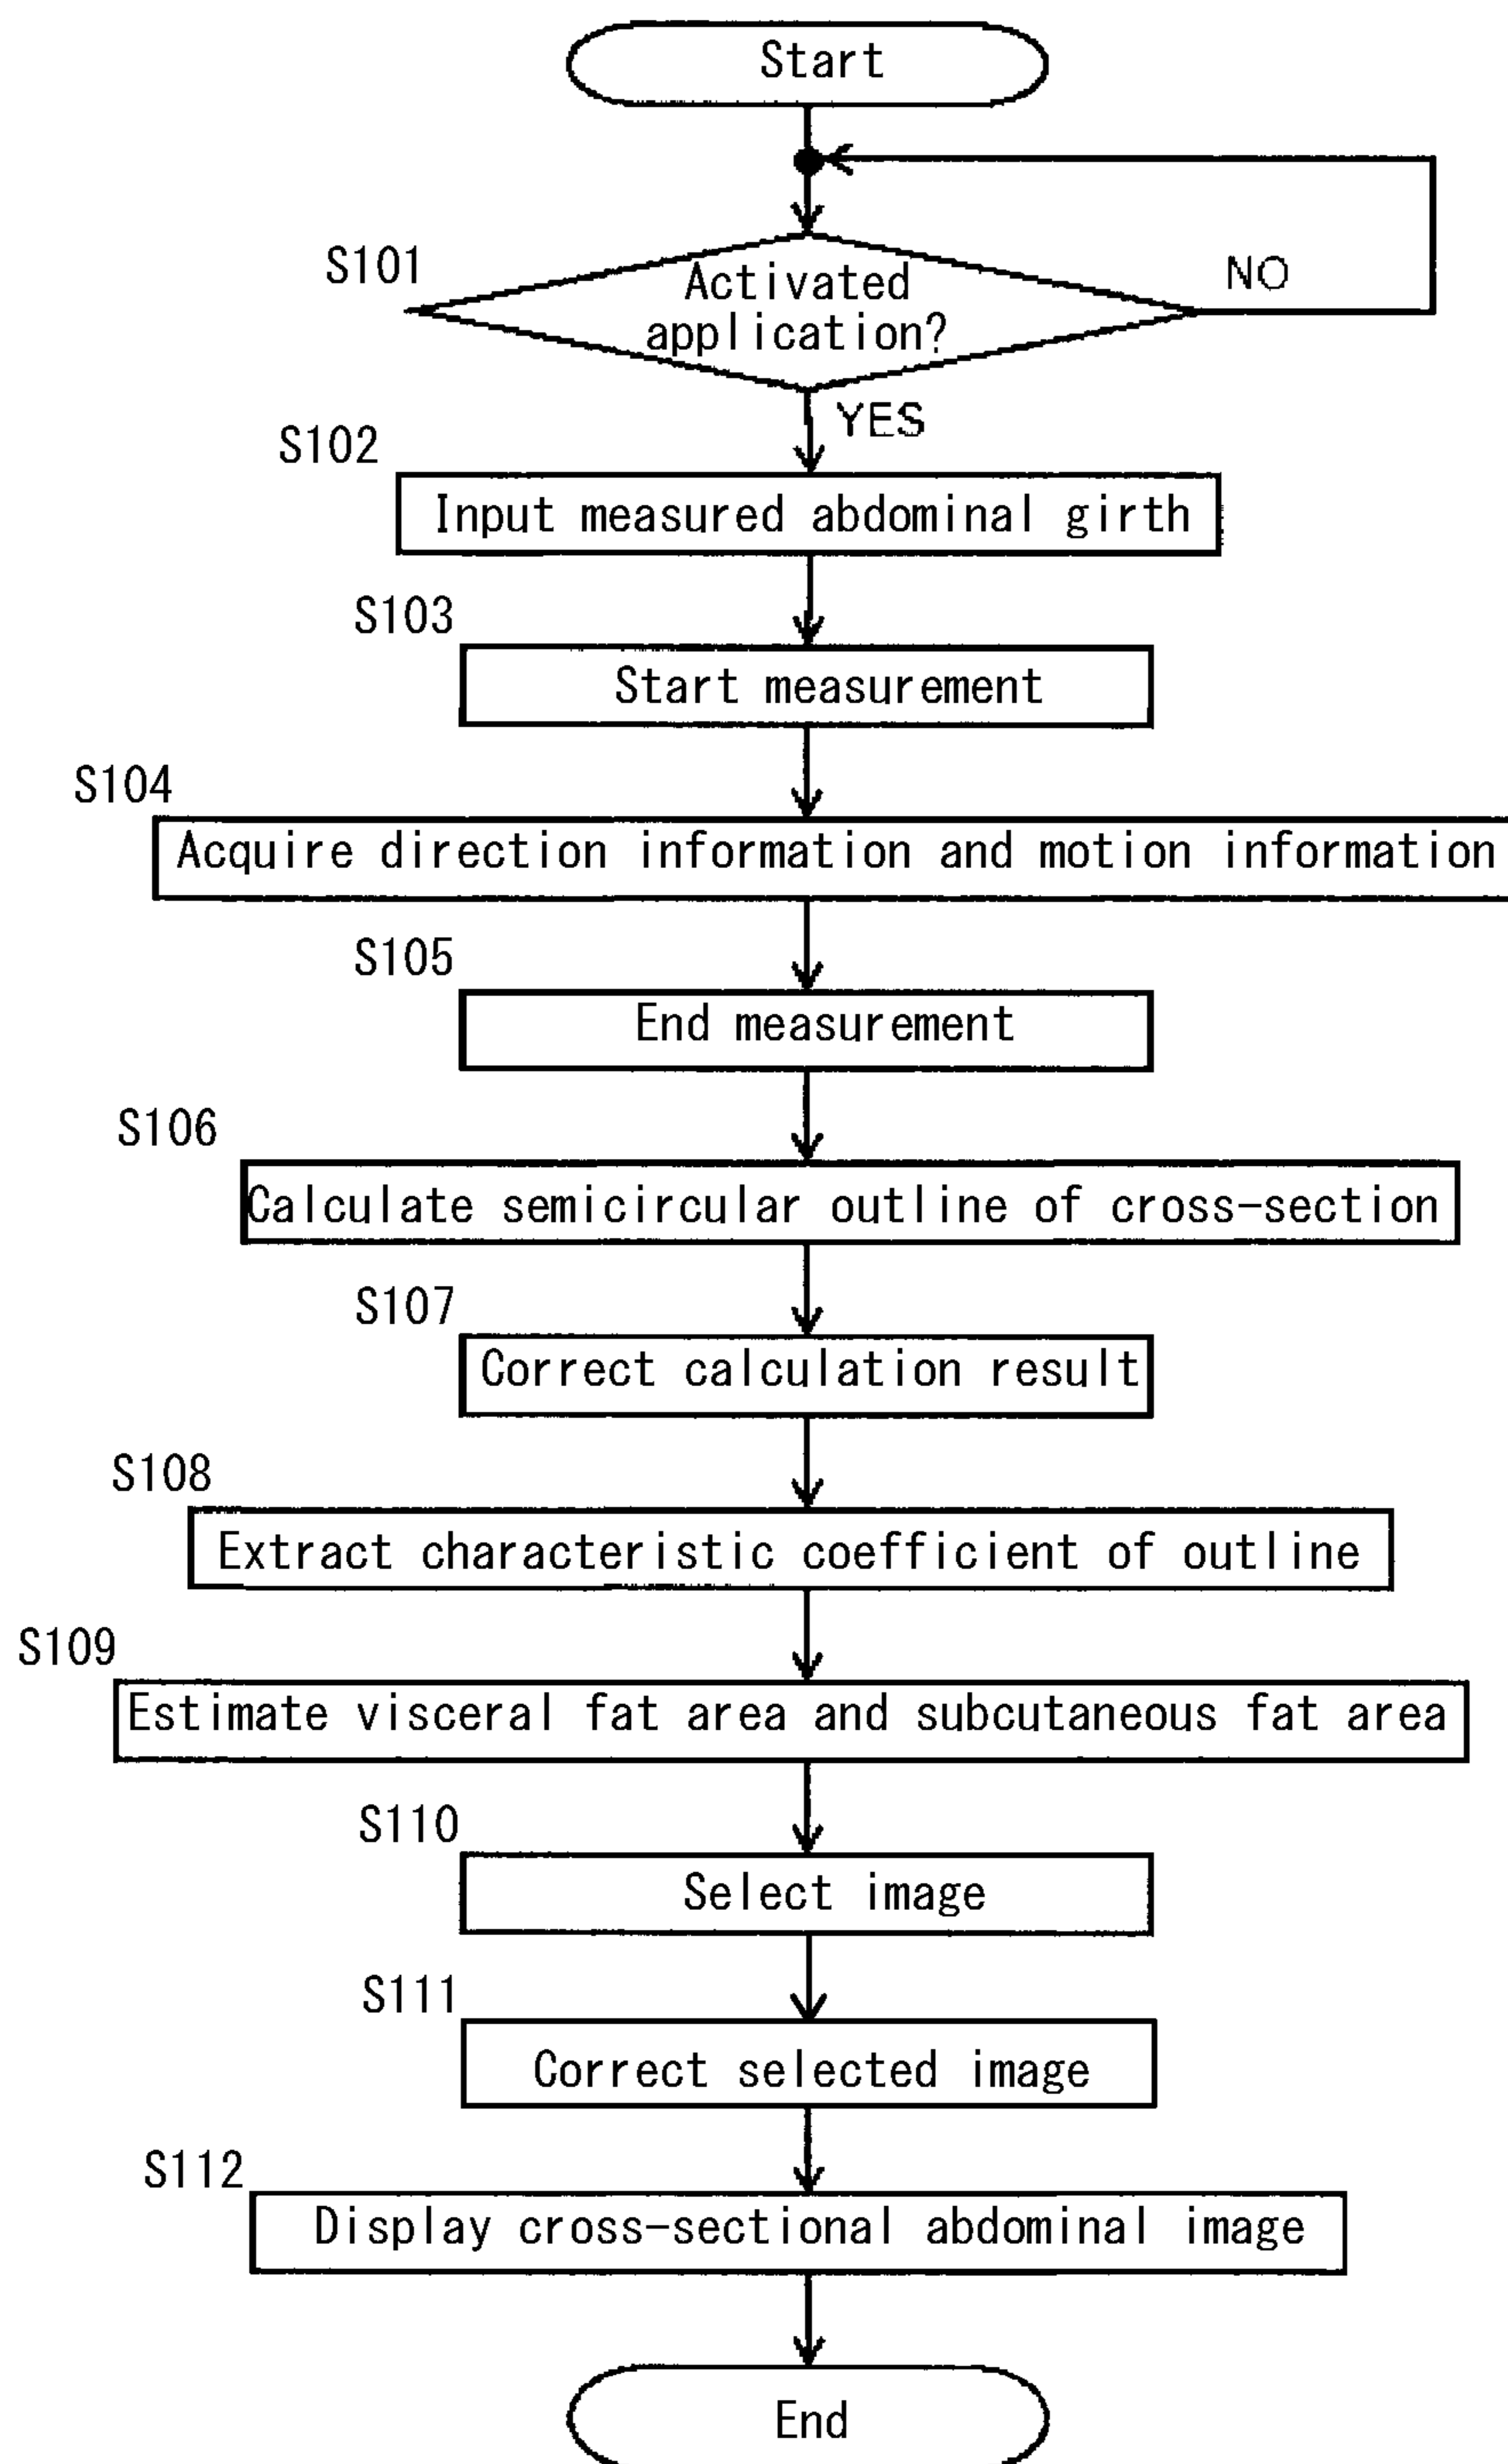 Start
S101
Activated
application?
NO
YES
S102
Input measured abdominal girth
S103
Start measurement
S104
Acquire direction information and motion information
S105
End measurement
S106
Calculate semicircular outline of cross-section
S107
Correct calculation result
S108
Extract characteristic coefficient of outline
S109
Estimate visceral fat area and subcutaneous fat area
S110
Select image
S111
Correct selected image
S112
Display cross-sectional abdominal image
End